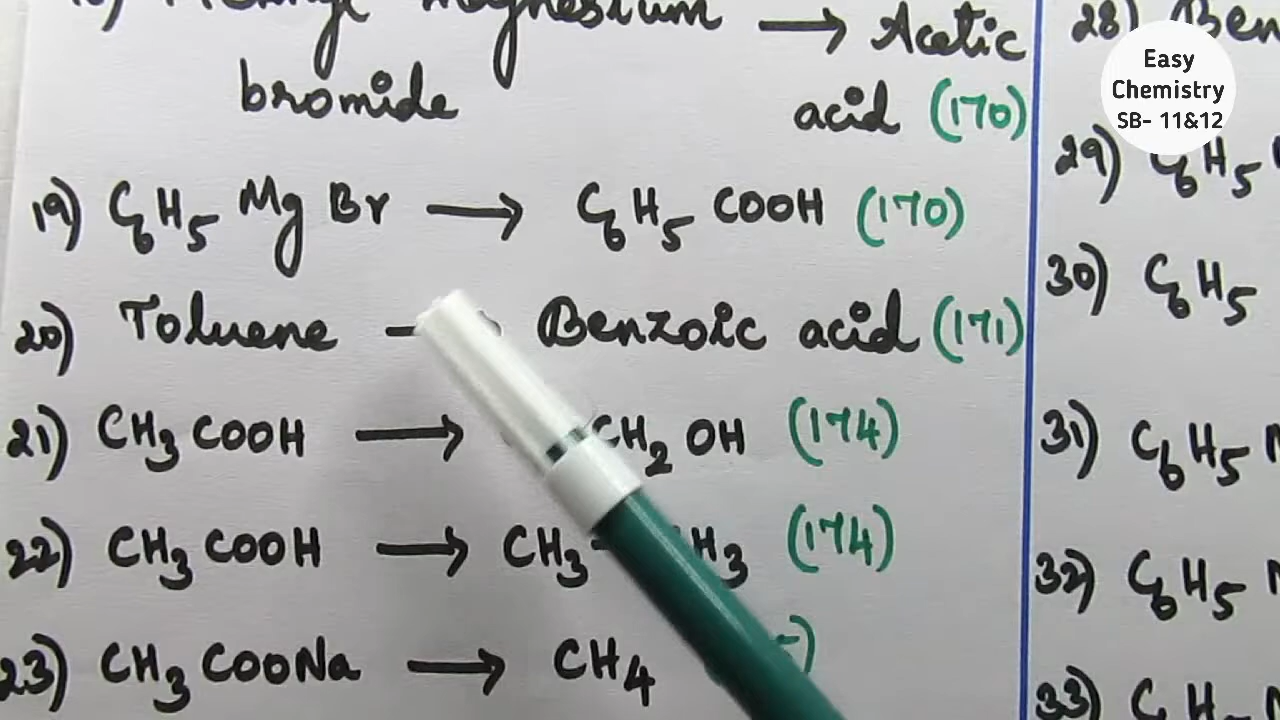 magnesium → Acetic
bromide acid (170)
19) C6H5 MgBr → C6H5 COOH (170)
20) Toluene → Benzoic acid (171)
21) CH3 COOH → CH2 OH (174)
22) CH3 COOH → CH3 - H3 (174)
23) CH3 COONa → CH4
28) Ben
Easy
Chemistry
SB- 11&12
29) C6H5
30) C6H5
31) C6H5
32) C6H5
33)